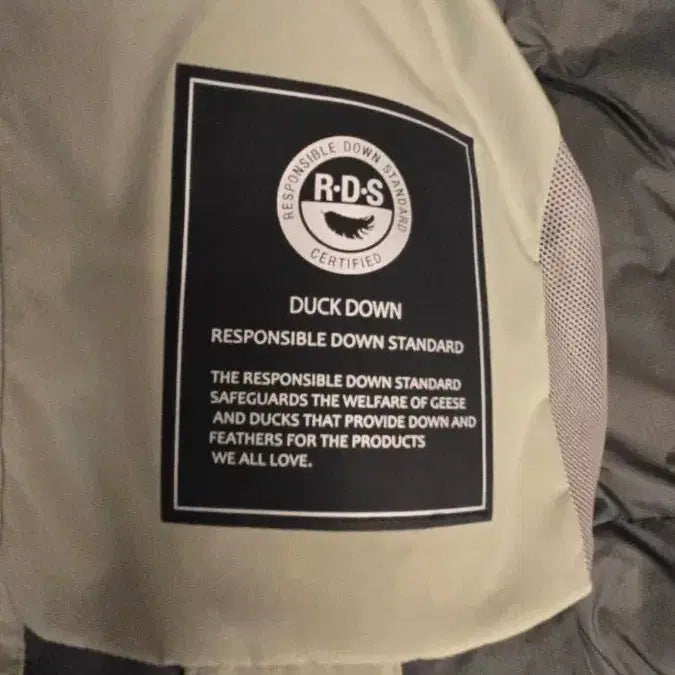 RESPONSIBLE DOWN STANDARD
R·D·S
CERTIFIED
DUCK DOWN
RESPONSIBLE DOWN STANDARD
THE RESPONSIBLE DOWN STANDARD
SAFEGUARDS THE WELFARE OF GEESE
AND DUCKS THAT PROVIDE DOWN AND
FEATHERS FOR THE PRODUCTS
WE ALL LOVE.